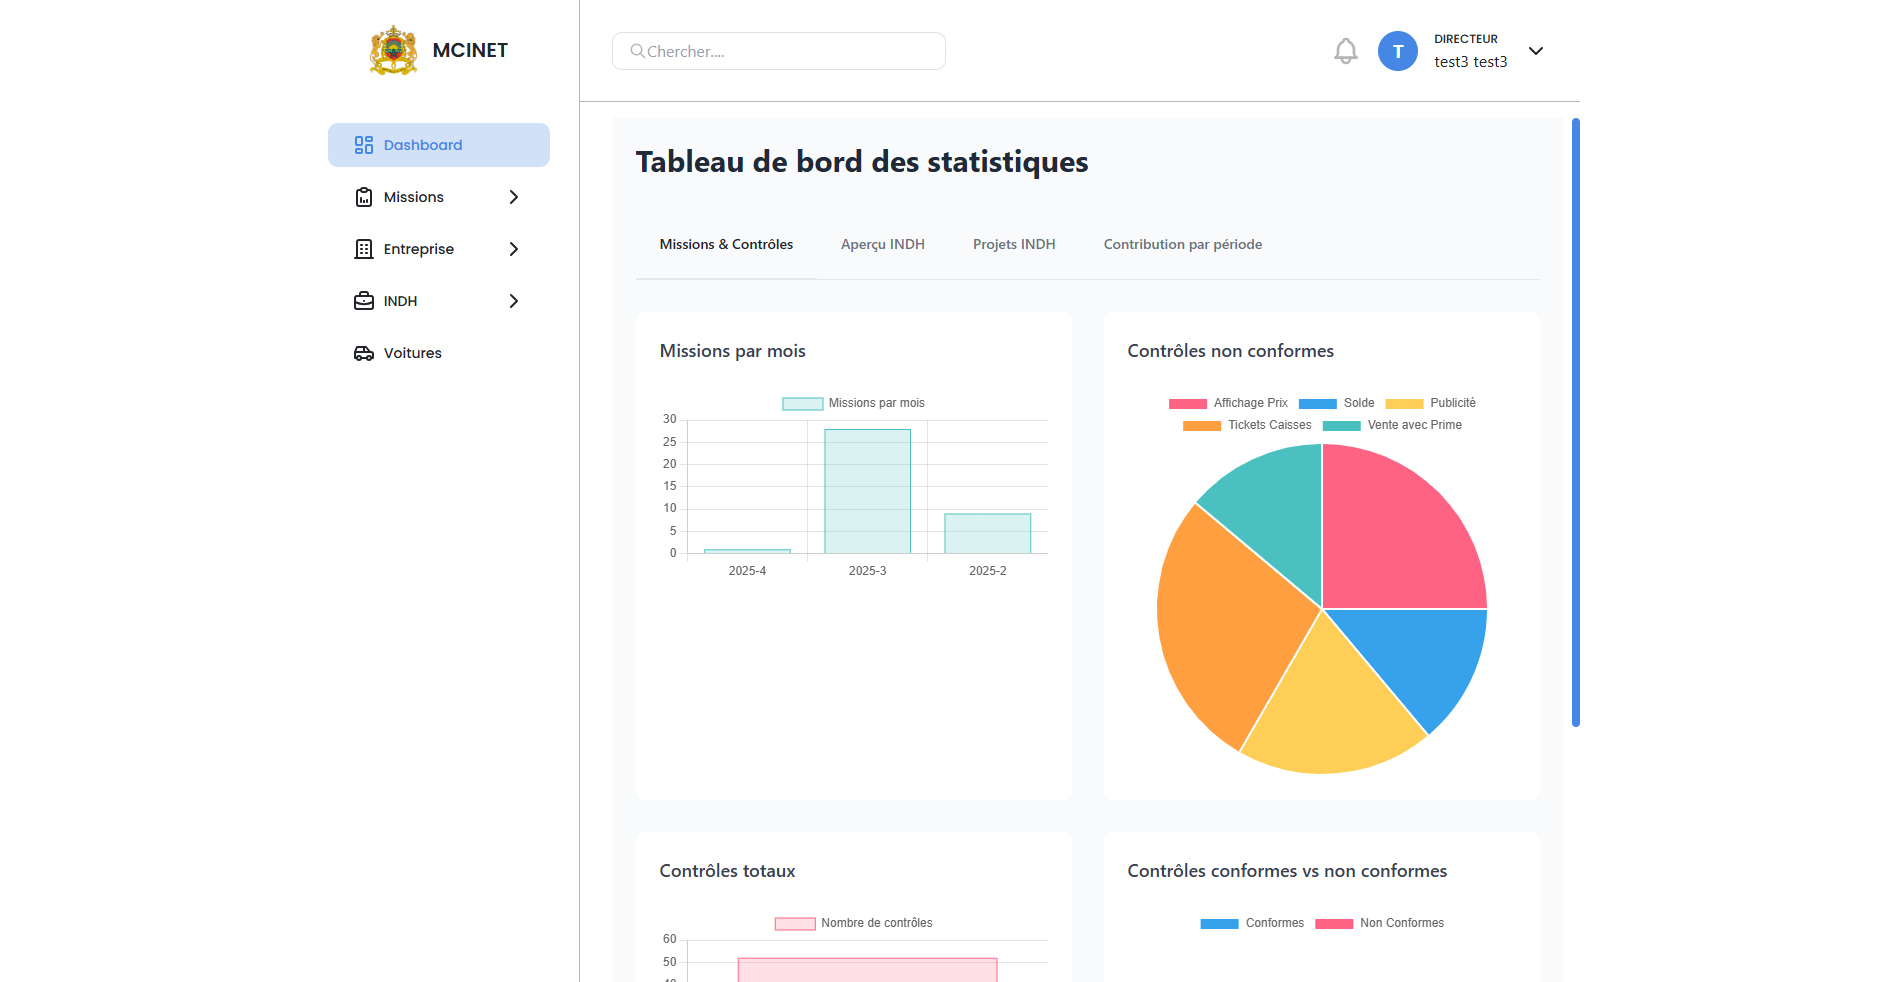 MCINET
Chercher....
T
DIRECTEUR
test3 test3
Dashboard
Missions
Entreprise
INDH
Voitures
Tableau de bord des statistiques
Missions & Contrôles
Aperçu INDH
Projets INDH
Contribution par période
Missions par mois
Missions par mois
30
25
20
15
10
5
0
2025-4
2025-3
2025-2
Contrôles non conformes
Affichage Prix
Solde
Publicité
Tickets Caisses
Vente avec Prime
Contrôles totaux
Nombre de contrôles
60
50
Contrôles conformes vs non conformes
Conformes
Non Conformes